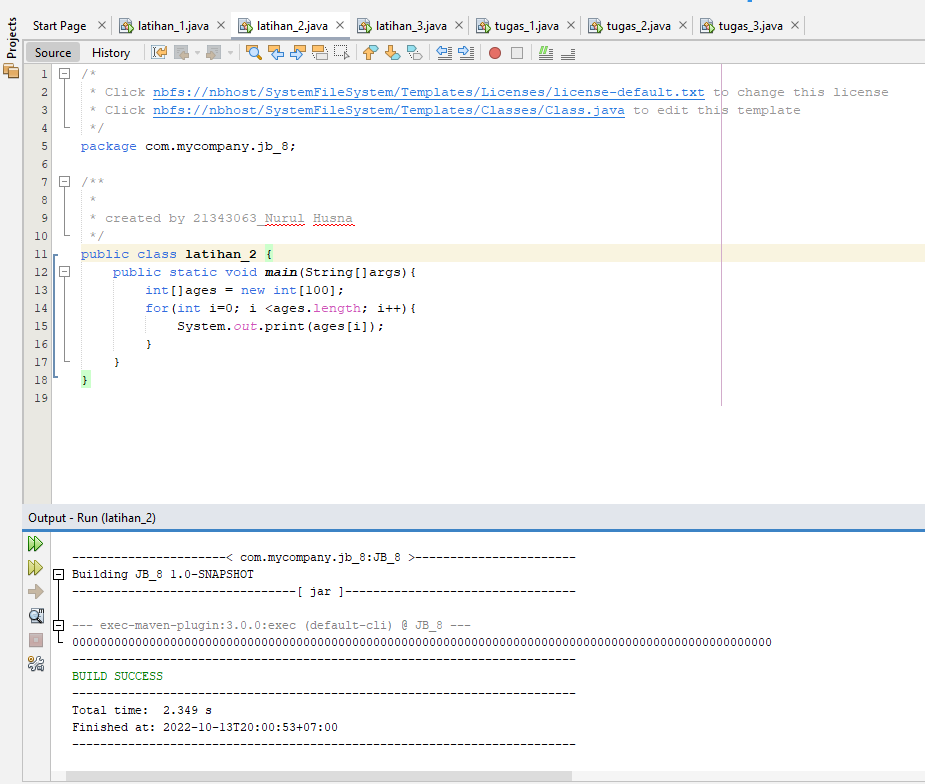 Projects
Start Page latihan_1.java latihan_2.java latihan_3.java tugas_1.java tugas_2.java tugas_3.java
Source History
1 /*
2 * Click nbfs://nbhost/SystemFileSystem/Templates/Licenses/license-default.txt to change this license
3 * Click nbfs://nbhost/SystemFileSystem/Templates/Classes/Class.java to edit this template
4 */
5 package com.mycompany.jb_8;
6
7 /**
8 *
9 * created by 21343063_Nurul Husna
10 */
11 public class latihan_2 {
12 public static void main(String[]args){
13 int[]ages = new int[100];
14 for(int i=0; i <ages.length; i++){
15 System.out.print(ages[i]);
16 }
17 }
18 }
19
Output - Run (latihan_2)
----------------------< com.mycompany.jb_8:JB_8 >-----------------------
Building JB_8 1.0-SNAPSHOT
--------------------------------[ jar ]---------------------------------
--- exec-maven-plugin:3.0.0:exec (default-cli) @ JB_8 ---
0000000000000000000000000000000000000000000000000000000000000000000000000000000000000000000000000000
------------------------------------------------------------------------
BUILD SUCCESS
------------------------------------------------------------------------
Total time:  2.349 s
Finished at: 2022-10-13T20:00:53+07:00
------------------------------------------------------------------------